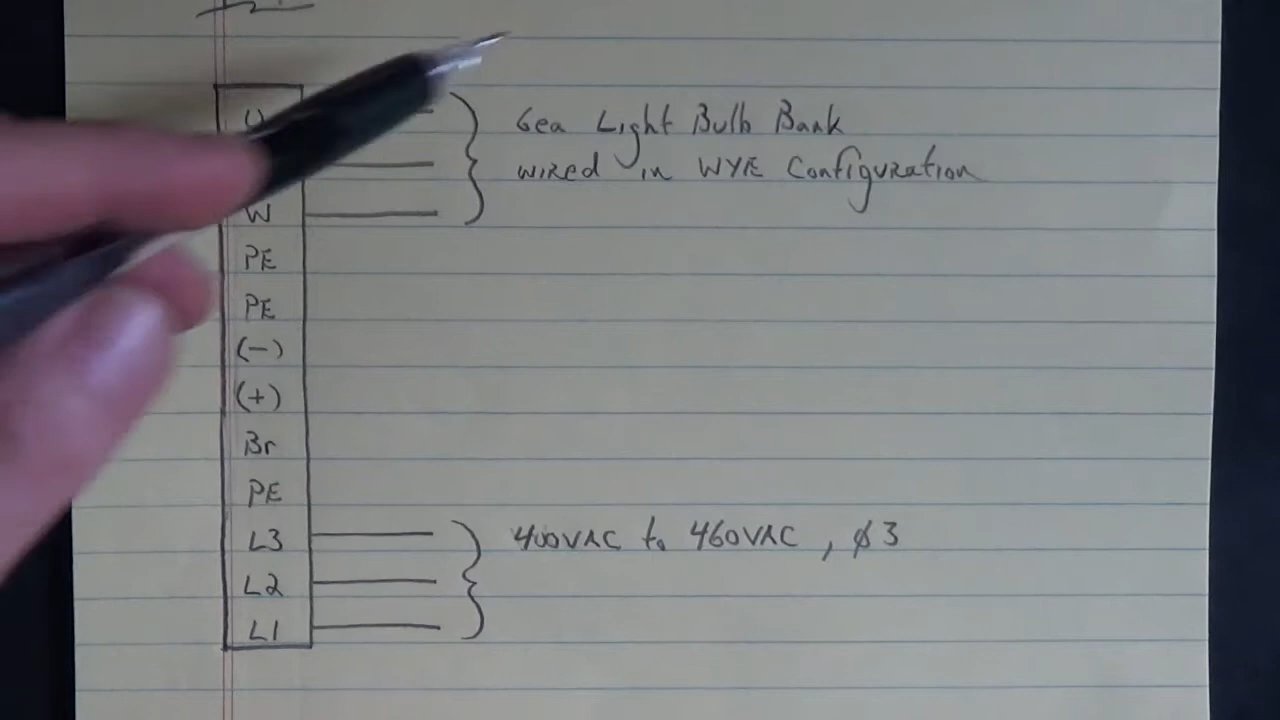 U
6ea Light Bulb Bank
wired in WYE Configuration
W
PE
PE
(-)
(+)
Br
PE
L3
400VAC to 460VAC , ø3
L2
L1